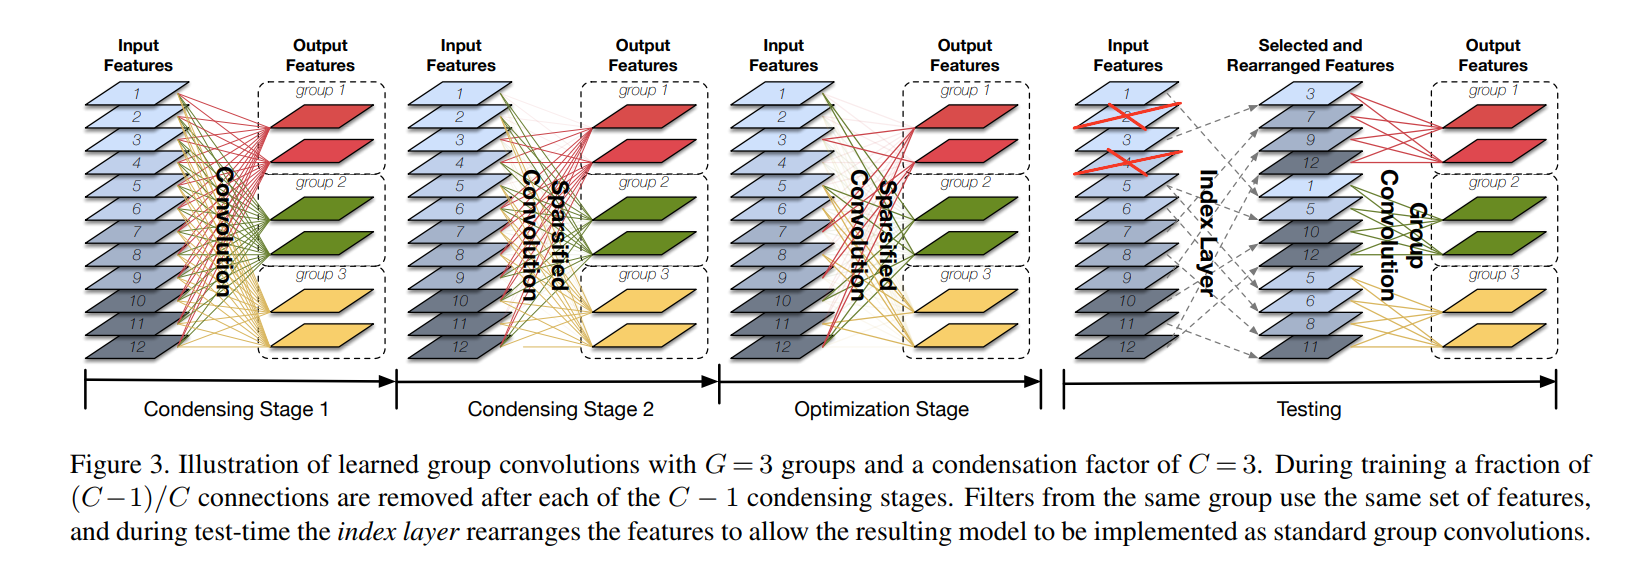 Input Features
Output Features
Input Features
Output Features
Input Features
Output Features
Input Features
Selected and Rearranged Features
Output Features
1
2
3
4
5
6
7
8
9
10
11
12
Convolution
group 1
group 2
group 3
1
2
3
4
5
6
7
8
9
10
11
12
Sparsified Convolution
group 1
group 2
group 3
1
2
3
4
5
6
7
8
9
10
11
12
Sparsified Convolution
group 1
group 2
group 3
1
3
5
6
7
8
9
10
11
12
Index Layer
3
7
9
12
1
5
10
12
5
6
8
11
Group Convolution
group 1
group 2
group 3
Condensing Stage 1
Condensing Stage 2
Optimization Stage
Testing
Figure 3. Illustration of learned group convolutions with G = 3 groups and a condensation factor of C = 3. During training a fraction of
(C−1)/C connections are removed after each of the C − 1 condensing stages. Filters from the same group use the same set of features,
and during test-time the index layer rearranges the features to allow the resulting model to be implemented as standard group convolutions.